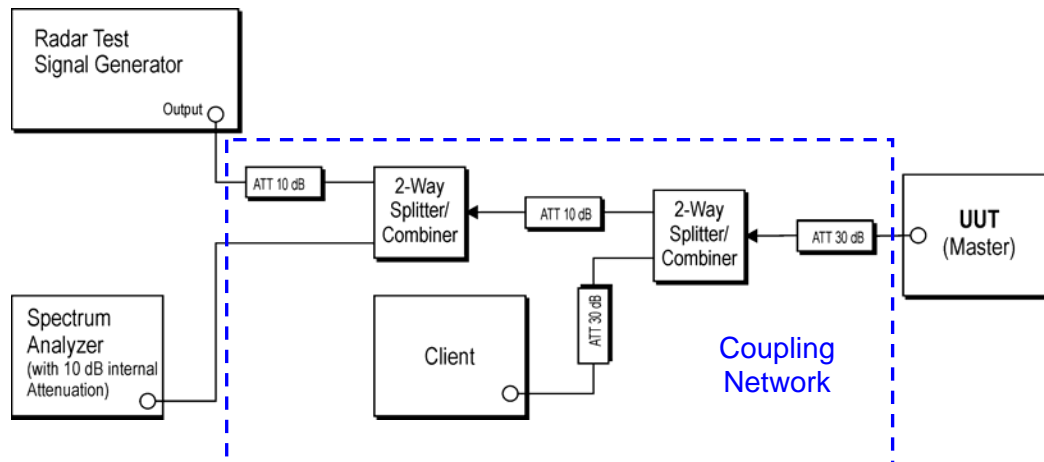 Radar Test
Signal Generator
Output
ATT 10 dB
2-Way
Splitter/
Combiner
ATT 10 dB
2-Way
Splitter/
Combiner
ATT 30 dB
UUT
(Master)
Spectrum
Analyzer
(with 10 dB internal
Attenuation)
Client
ATT 30 dB
Coupling
Network